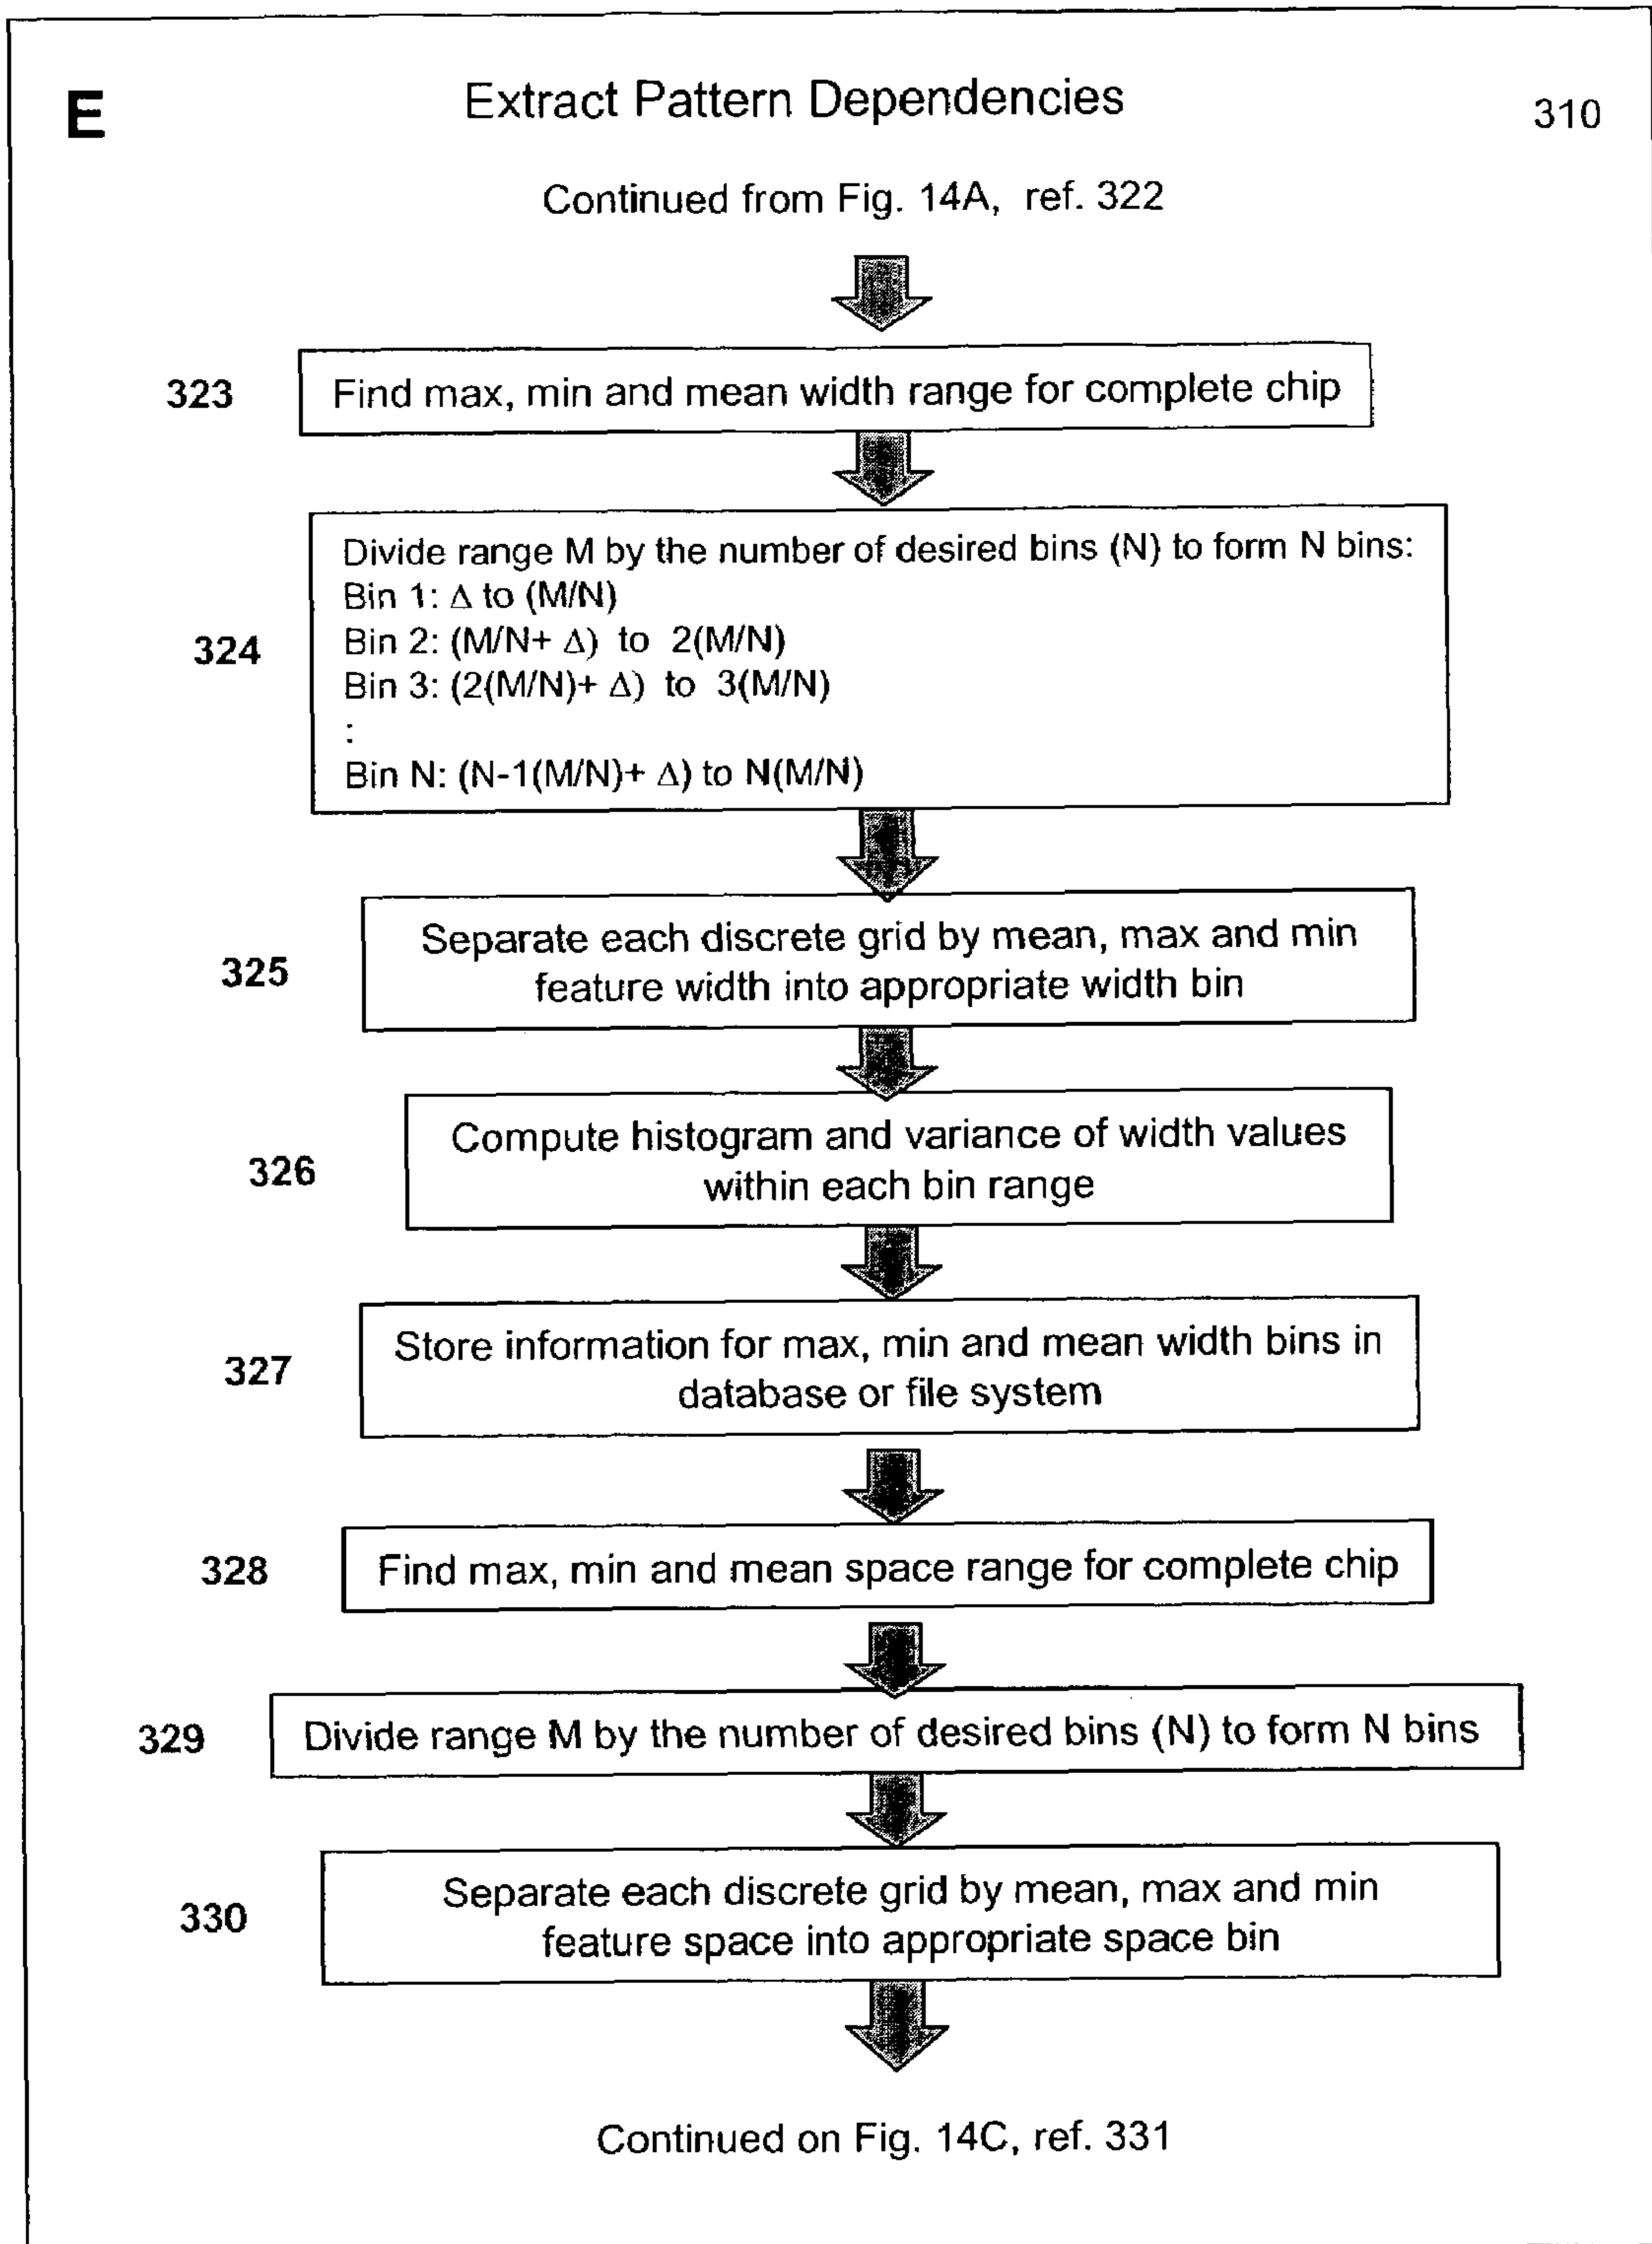 E
Extract Pattern Dependencies
310
Continued from Fig. 14A, ref. 322
323
Find max, min and mean width range for complete chip
324
Divide range M by the number of desired bins (N) to form N bins:
Bin 1: Δ to (M/N)
Bin 2: (M/N+ Δ) to 2(M/N)
Bin 3: (2(M/N)+ Δ) to 3(M/N)
:
Bin N: (N-1(M/N)+ Δ) to N(M/N)
325
Separate each discrete grid by mean, max and min
feature width into appropriate width bin
326
Compute histogram and variance of width values
within each bin range
327
Store information for max, min and mean width bins in
database or file system
328
Find max, min and mean space range for complete chip
329
Divide range M by the number of desired bins (N) to form N bins
330
Separate each discrete grid by mean, max and min
feature space into appropriate space bin
Continued on Fig. 14C, ref. 331